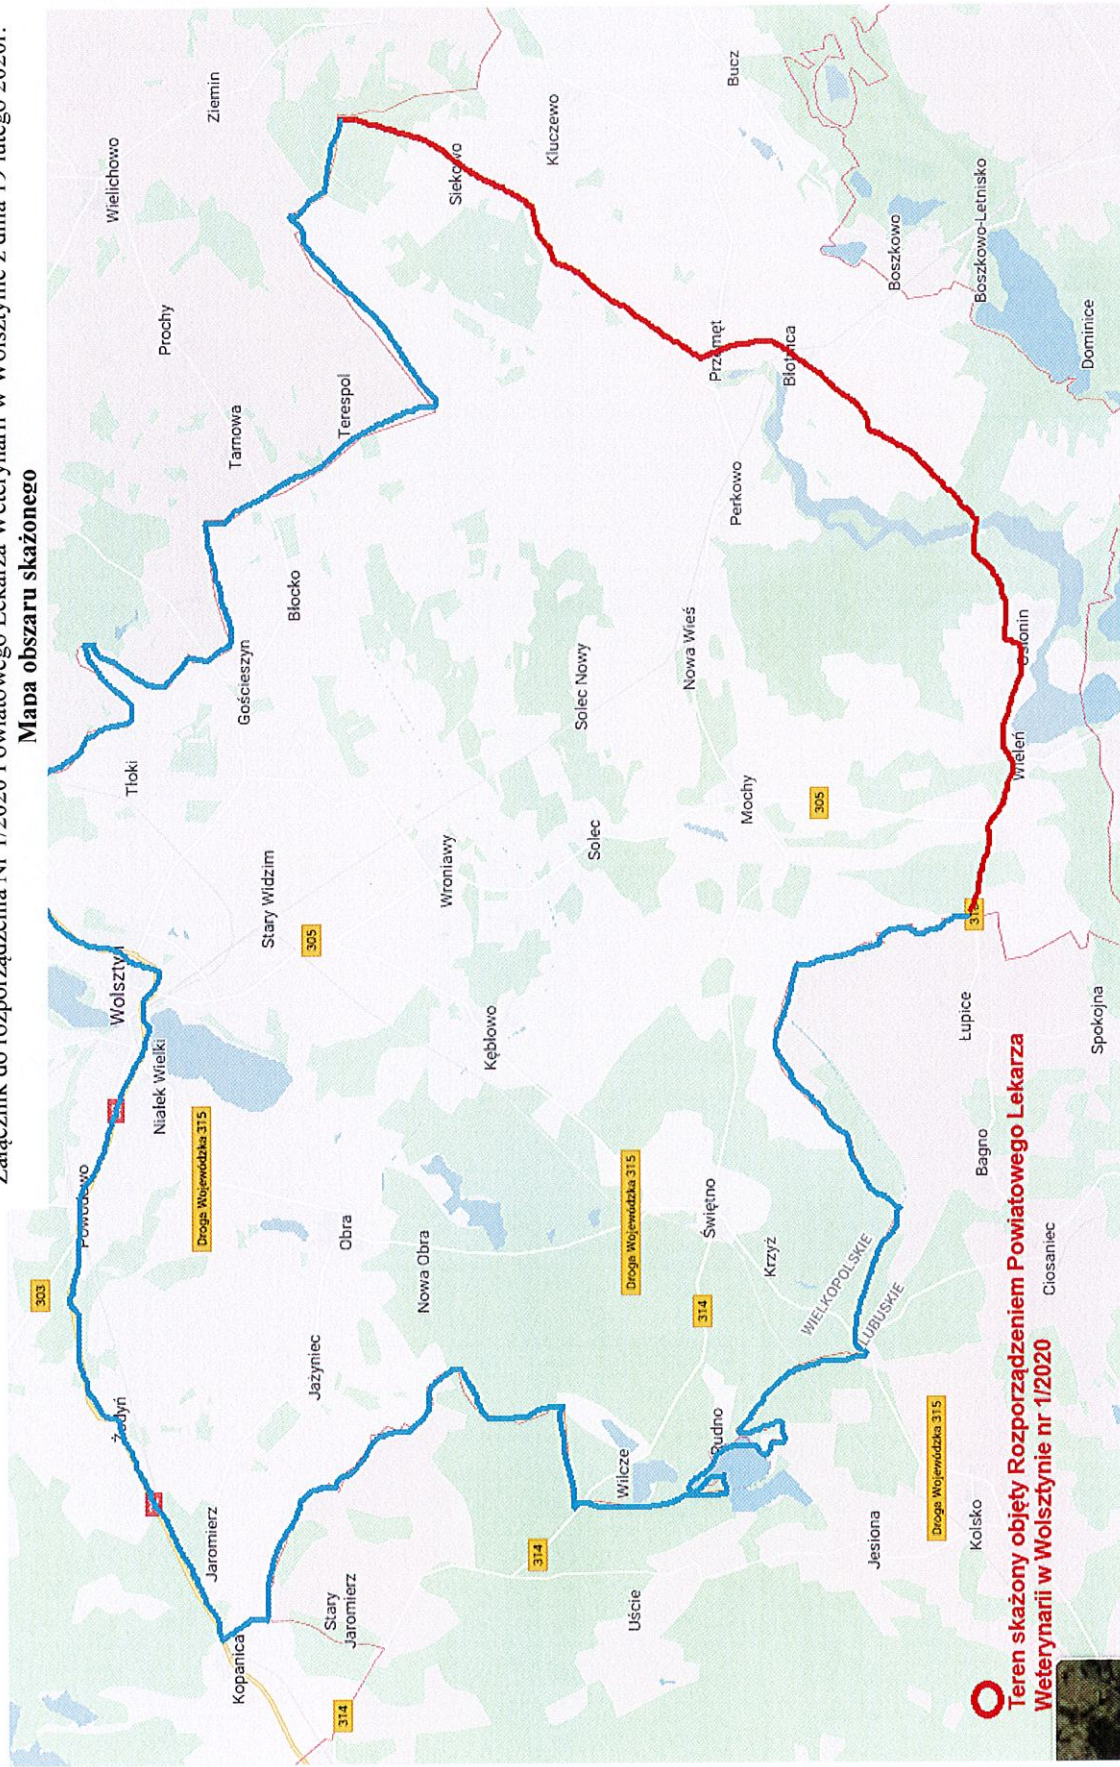 Załącznik do rozporządzenia Nr 1/2020 Powiatowego Lekarza Weterynarii w Wolsztynie z dnia 19 lutego 2020r.
Mapa obszaru skażonego
303
Powodowo
Wielichowo
Wolsztyn
Żodyń
Tłoki
Niałek Wielki
Prochy
Droga Wojewódzka 315
Jaromierz
Ziemin
Tarnowa
Kopanica
Gościeszyn
Stary Widzim
Błocko
305
Jażyniec
Stary
Jaromierz
314
Obra
Terespol
Nowa Obra
Wroniawy
Siekowo
Kębłowo
314
Kluczewo
Solec Nowy
Solec
Wilcze
Droga Wojewódzka 315
Uście
Nowa Wieś
314
Świętno
Rudno
Przemęt
Perkowo
Bucz
Mochy
Krzyż
Błotnica
305
WIELKOPOLSKIE
LUBUSKIE
Jesiona
Boszkowo
Droga Wojewódzka 315
Łupice
Kolsko
Bagno
Boszkowo-Letnisko
Wieleń
Osłonin
Ciosaniec
Dominice
Spokojna
Teren skażony objęty Rozporządzeniem Powiatowego Lekarza
Weterynarii w Wolsztynie nr 1/2020